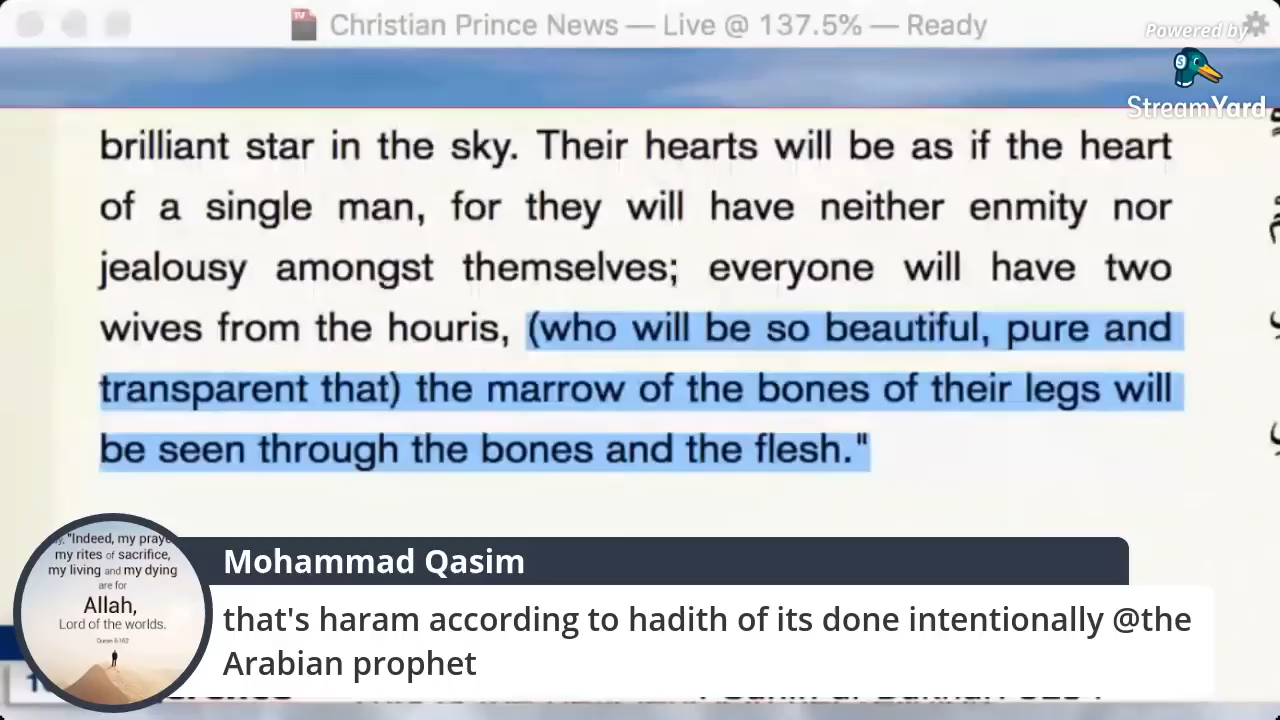 Christian Prince News — Live @ 137.5% — Ready
Powered by
StreamYard
brilliant star in the sky. Their hearts will be as if the heart
of a single man, for they will have neither enmity nor
jealousy amongst themselves; everyone will have two
wives from the houris, (who will be so beautiful, pure and
transparent that) the marrow of the bones of their legs will
be seen through the bones and the flesh."
"Indeed, my praye
my rites of sacrifice,
my living and my dying
are for
Allah,
Lord of the worlds.
Quran 6:162
Mohammad Qasim
that's haram according to hadith of its done intentionally @the
Arabian prophet